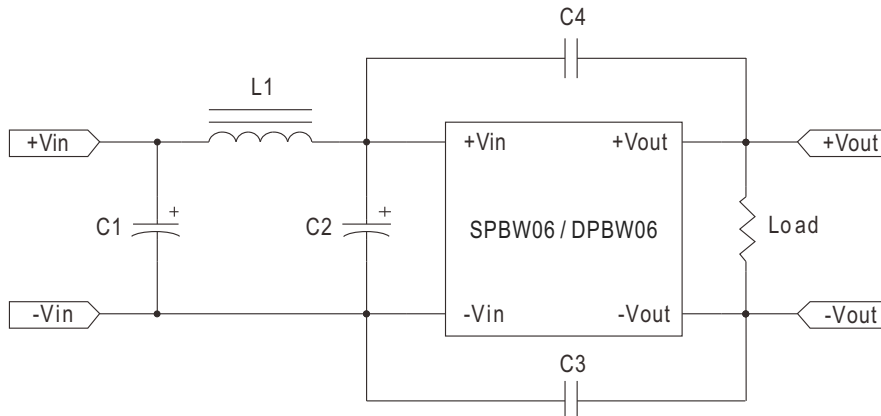 C4
L1
+Vin
+Vin
+Vout
+Vout
C1
+
C2
+
SPBW06 / DPBW06
Load
-Vin
-Vin
-Vout
-Vout
C3